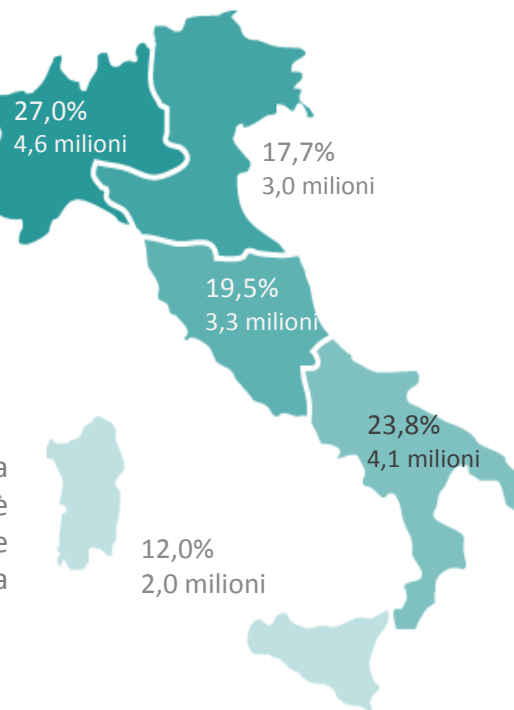 27,0%
4,6 milioni
17,7%
3,0 milioni
19,5%
3,3 milioni
23,8%
4,1 milioni
a
è
e
a
12,0%
2,0 milioni